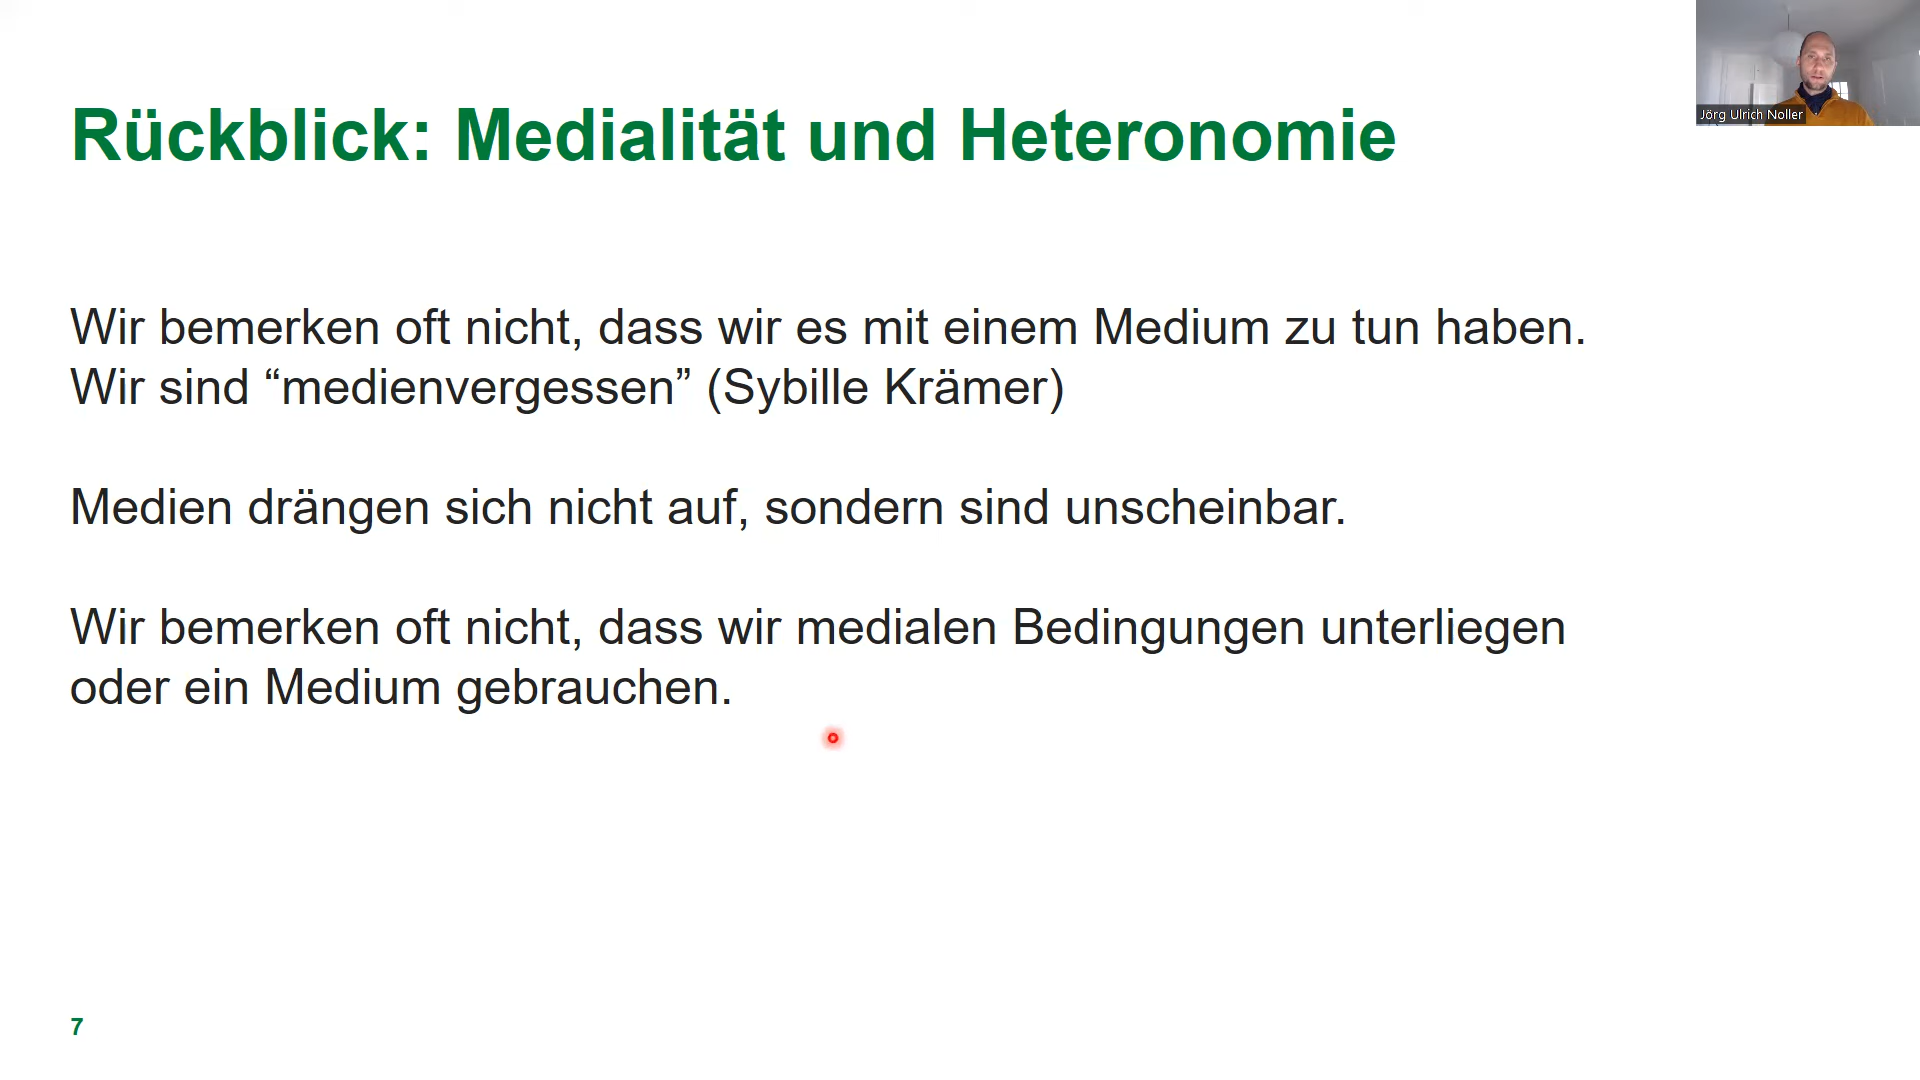 Rückblick: Medialität und Heteronomie
Jörg Ulrich Noller
Wir bemerken oft nicht, dass wir es mit einem Medium zu tun haben.
Wir sind “medienvergessen” (Sybille Krämer)
Medien drängen sich nicht auf, sondern sind unscheinbar.
Wir bemerken oft nicht, dass wir medialen Bedingungen unterliegen
oder ein Medium gebrauchen.
7